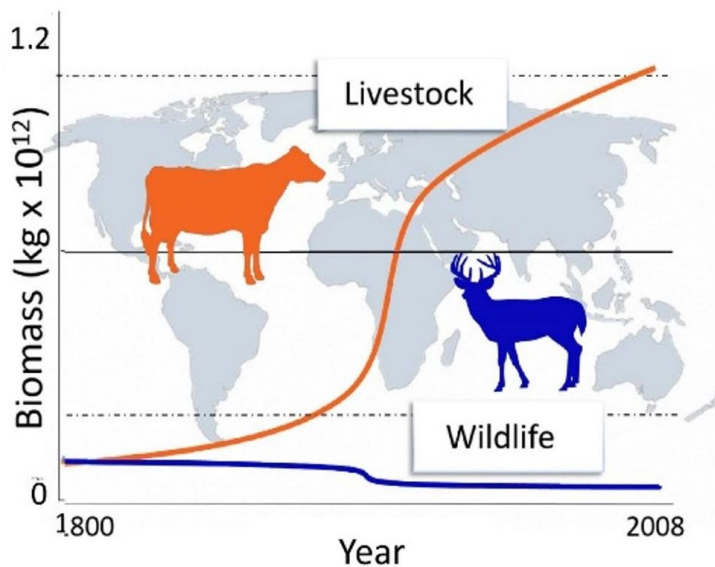 1.2
Livestock
Biomass (kg x 10¹²)
Wildlife
0
1800
2008
Year